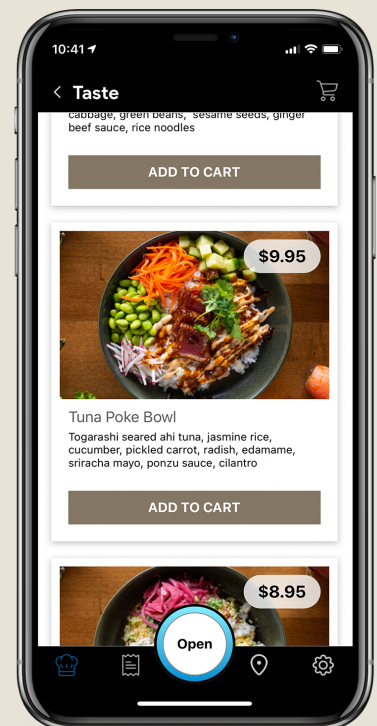 10:41
Taste
cabbage, green beans, sesame seeds, ginger
beef sauce, rice noodles
ADD TO CART
$9.95
Tuna Poke Bowl
Togarashi seared ahi tuna, jasmine rice,
cucumber, pickled carrot, radish, edamame,
sriracha mayo, ponzu sauce, cilantro
ADD TO CART
$8.95
Open